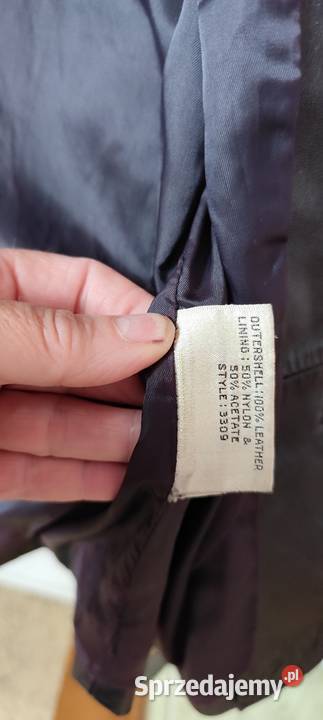 OUTERSHELL:100% LEATHER
LINING: 50% NYLON &
50% ACETATE
STYLE: 3309
Sprzedajemy.pl